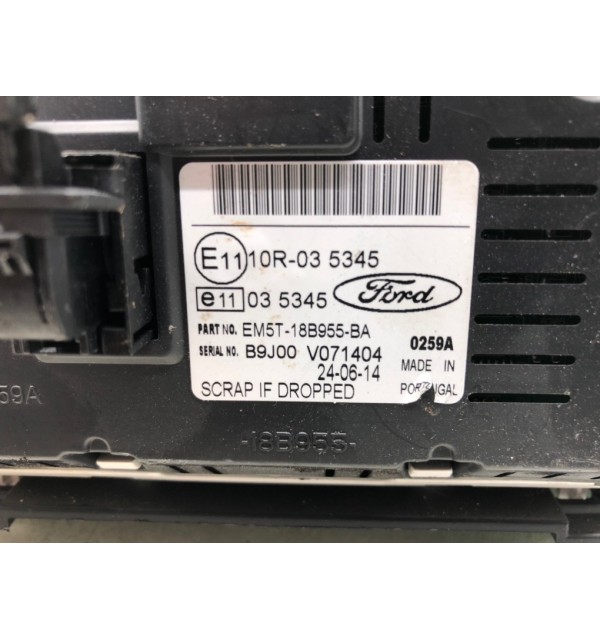 E11 10R-03 5345
e11 03 5345 Ford
PART NO. EM5T-18B955-BA 0259A
SERIAL NO. B9J00 V071404 MADE IN
24-06-14
SCRAP IF DROPPED
59A
-18B955-